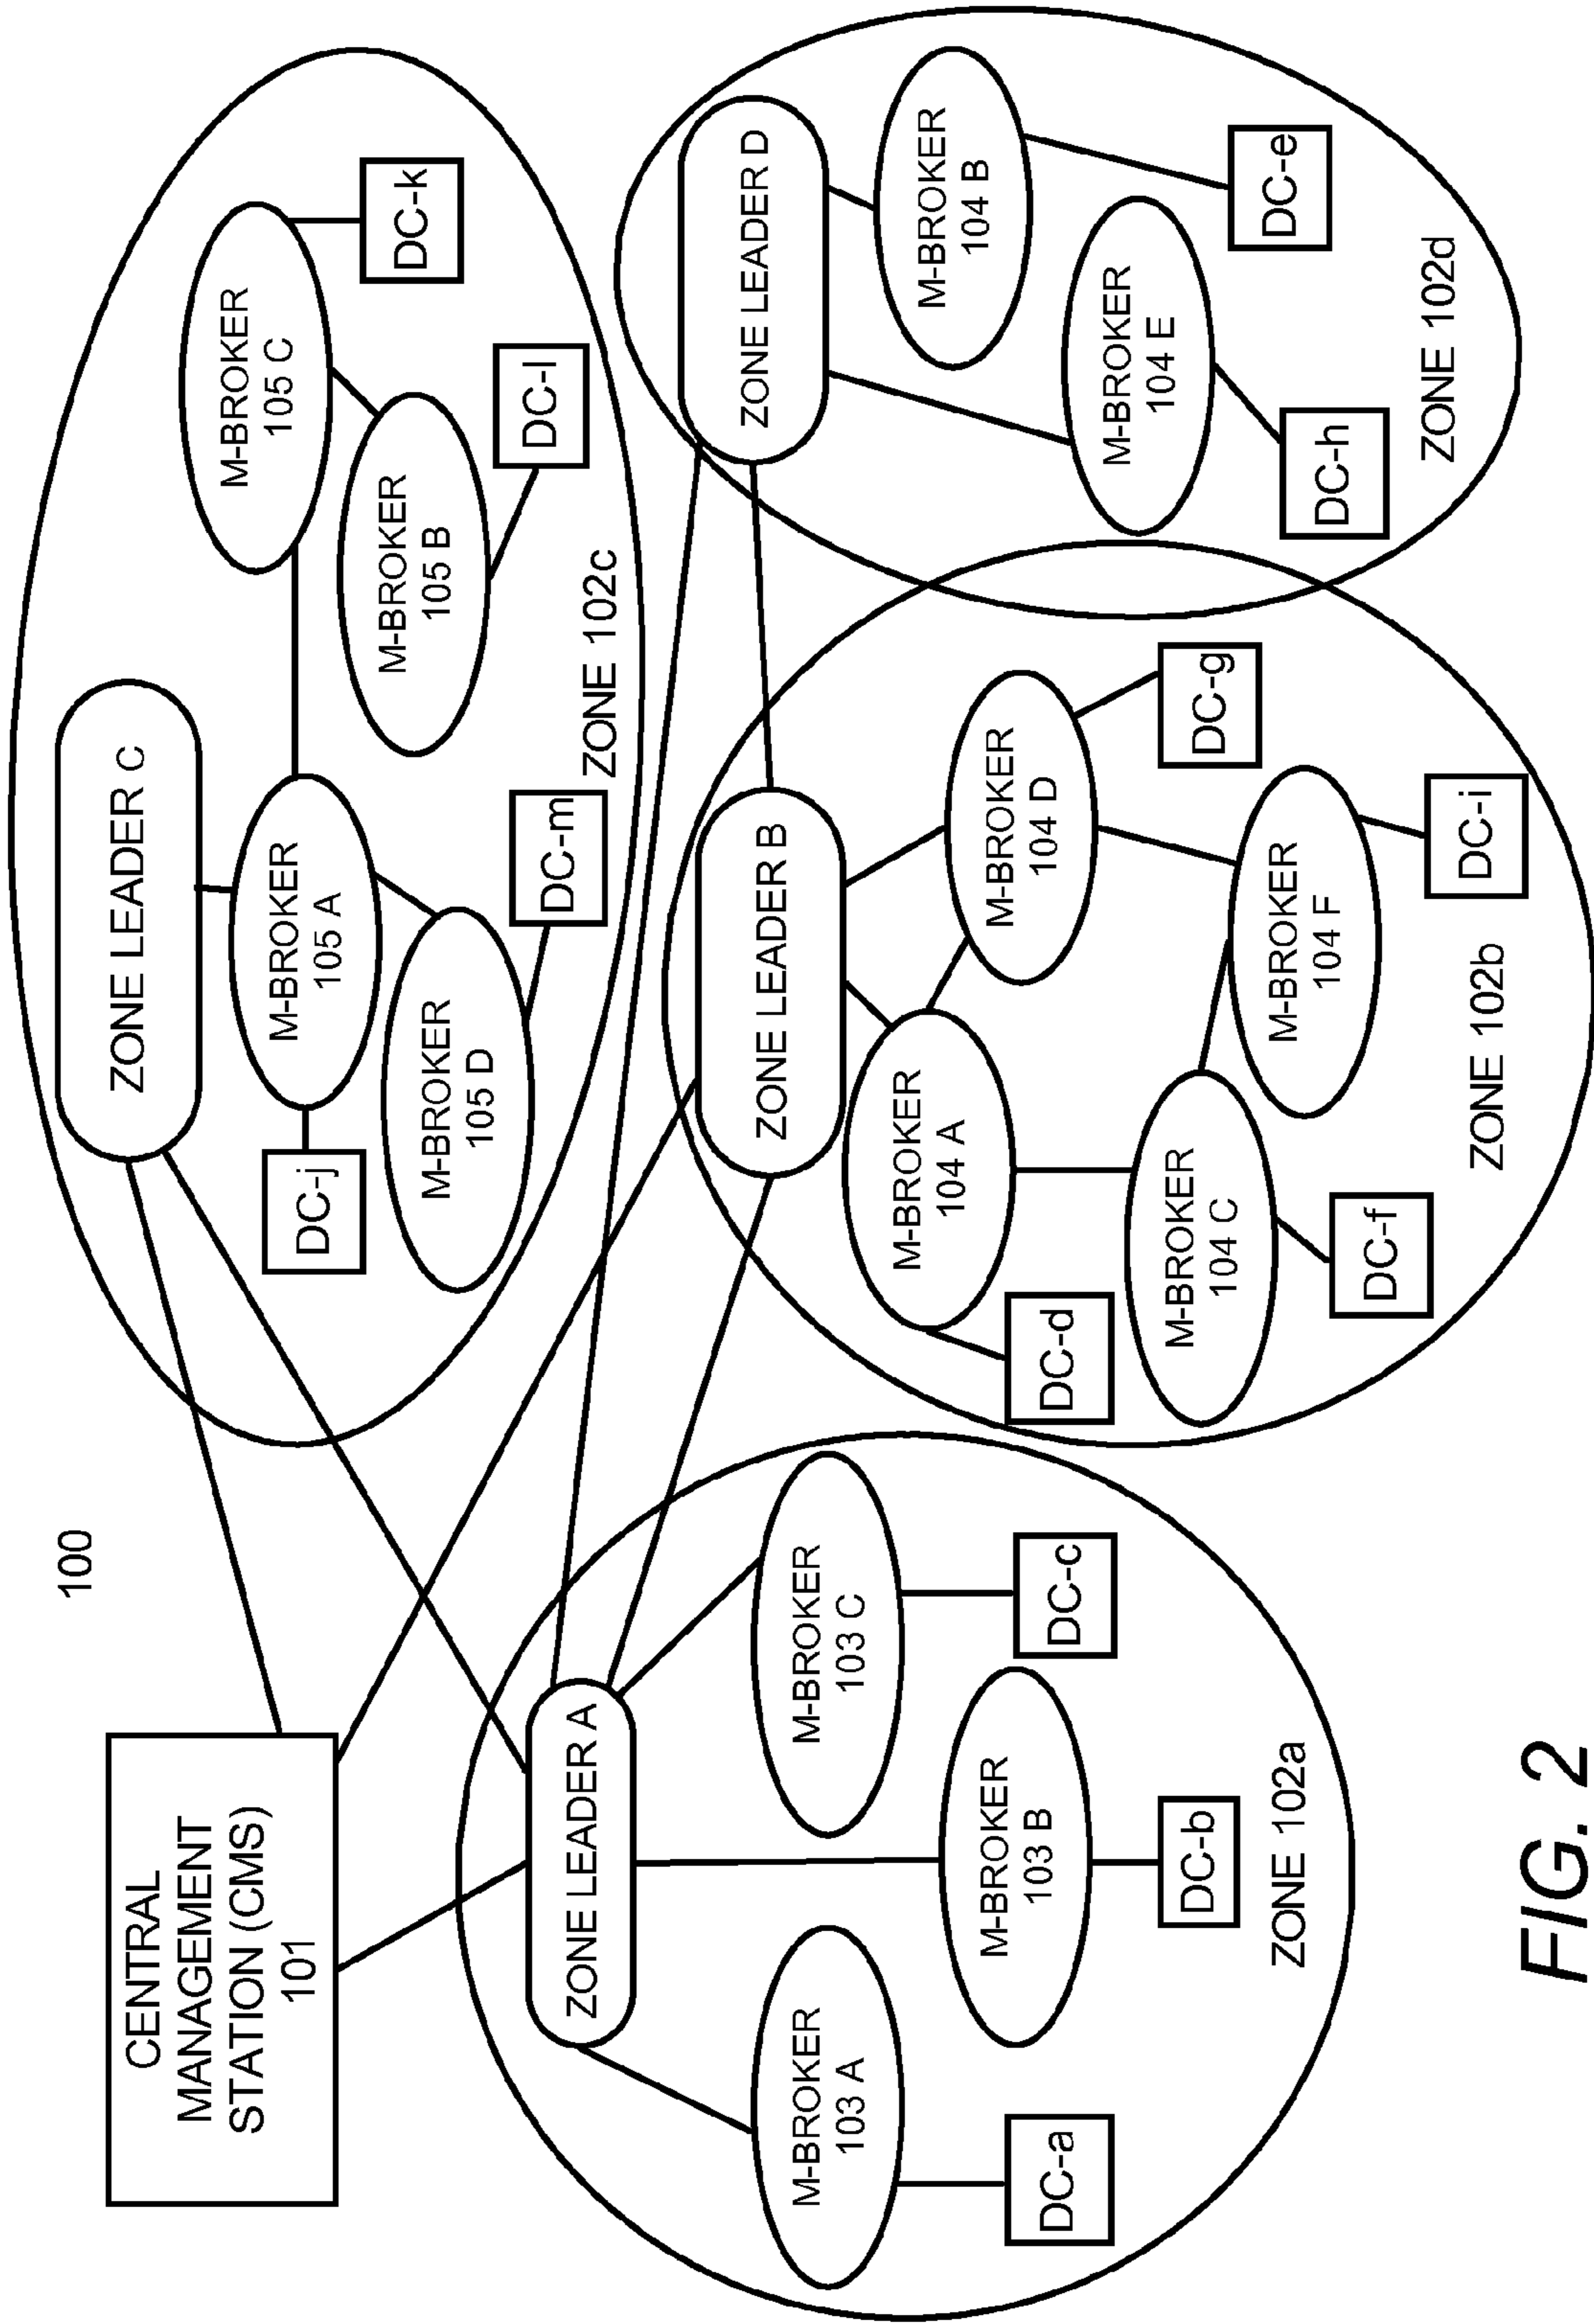 100
CENTRAL
MANAGEMENT
STATION (CMS)
101
ZONE LEADER C
M-BROKER
105 A
M-BROKER
105 C
DC-j
DC-k
M-BROKER
105 D
M-BROKER
105 B
DC-m
DC-l
ZONE 102c
ZONE LEADER A
M-BROKER
103 A
M-BROKER
103 C
M-BROKER
103 B
DC-a
DC-c
DC-b
ZONE 102a
ZONE LEADER B
M-BROKER
104 A
M-BROKER
104 D
DC-d
DC-g
M-BROKER
104 C
M-BROKER
104 F
DC-f
DC-i
ZONE 102b
ZONE LEADER D
M-BROKER
104 B
M-BROKER
104 E
DC-e
DC-h
ZONE 102d
FIG. 2